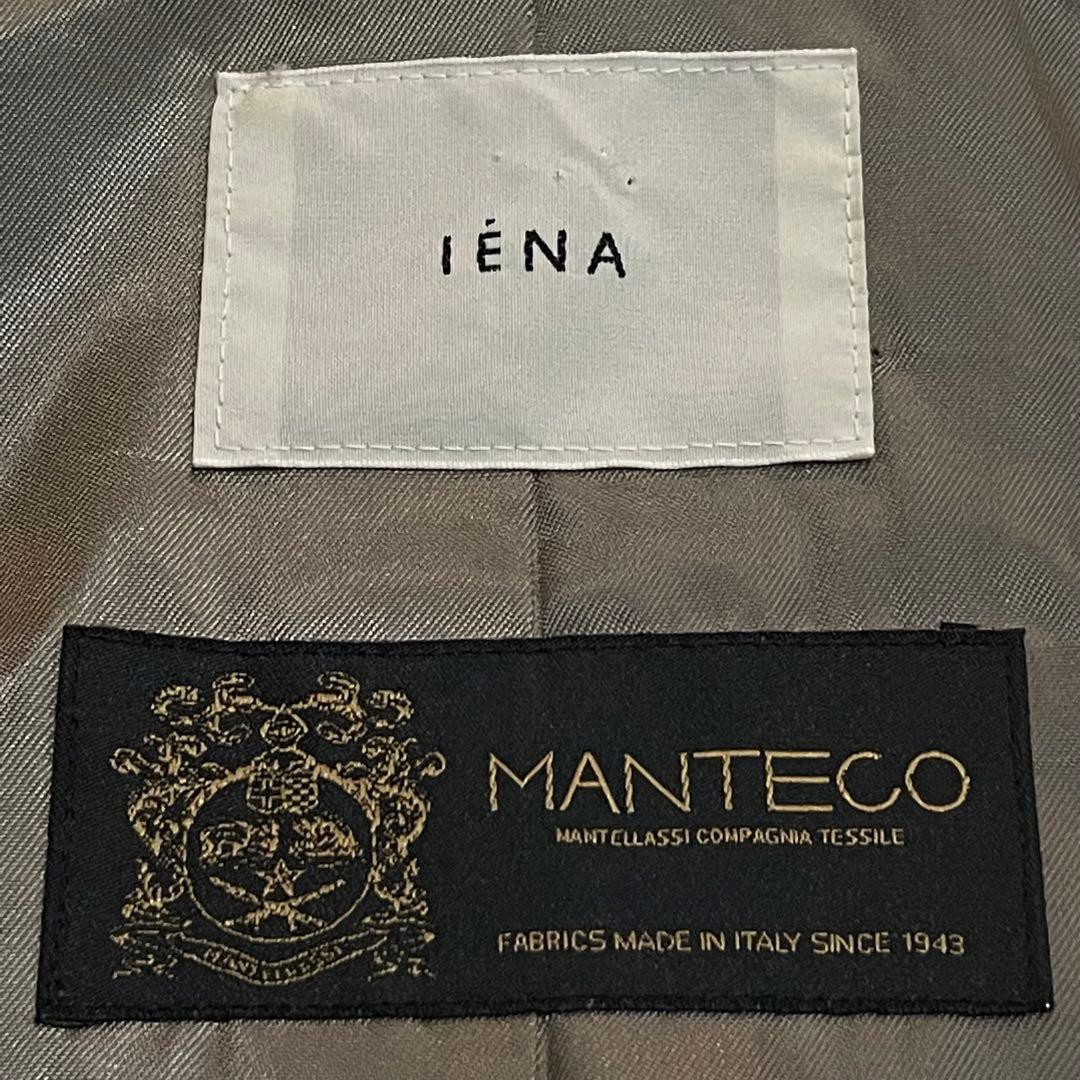 IÉNA
MANTECO
MANTELLASSI COMPAGNIA TESSILE
FABRICS MADE IN ITALY SINCE 1943